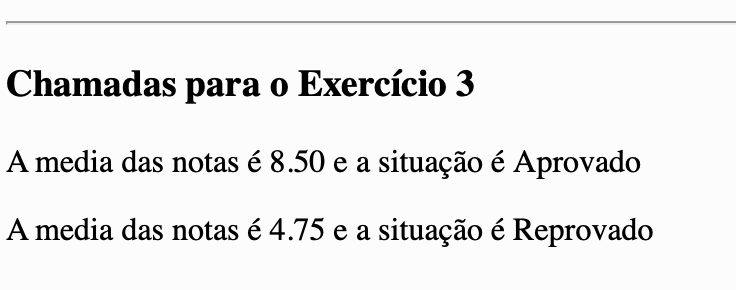 Chamadas para o Exercício 3
A media das notas é 8.50 e a situação é Aprovado
A media das notas é 4.75 e a situação é Reprovado